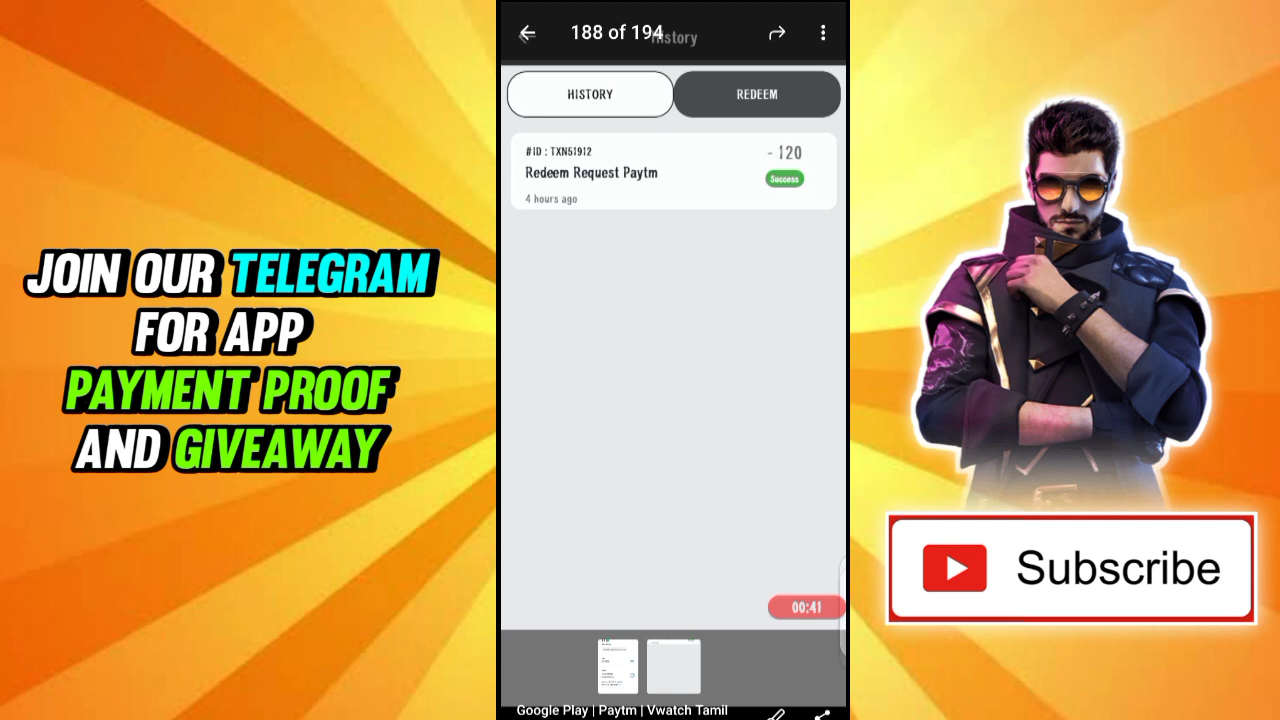 JOIN OUR TELEGRAM
FOR APP
PAYMENT PROOF
AND GIVEAWAY
188 of 194
History
HISTORY
REDEEM
#ID : TXN51912
- 120
Redeem Request Paytm
Success
4 hours ago
00:41
Google Play | Paytm | Vwatch Tamil
Subscribe